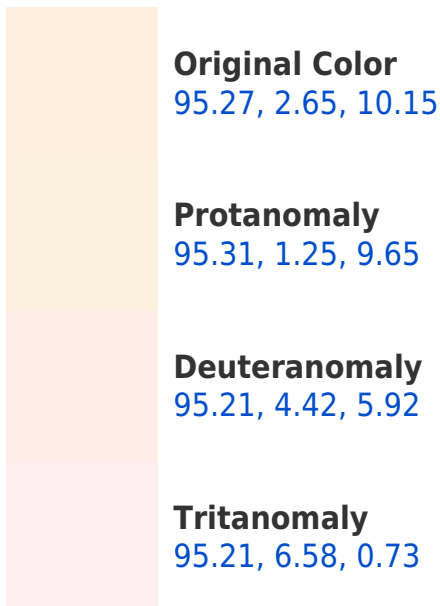 Original Color
95.27, 2.65, 10.15
Protanomaly
95.31, 1.25, 9.65
Deuteranomaly
95.21, 4.42, 5.92
Tritanomaly
95.21, 6.58, 0.73